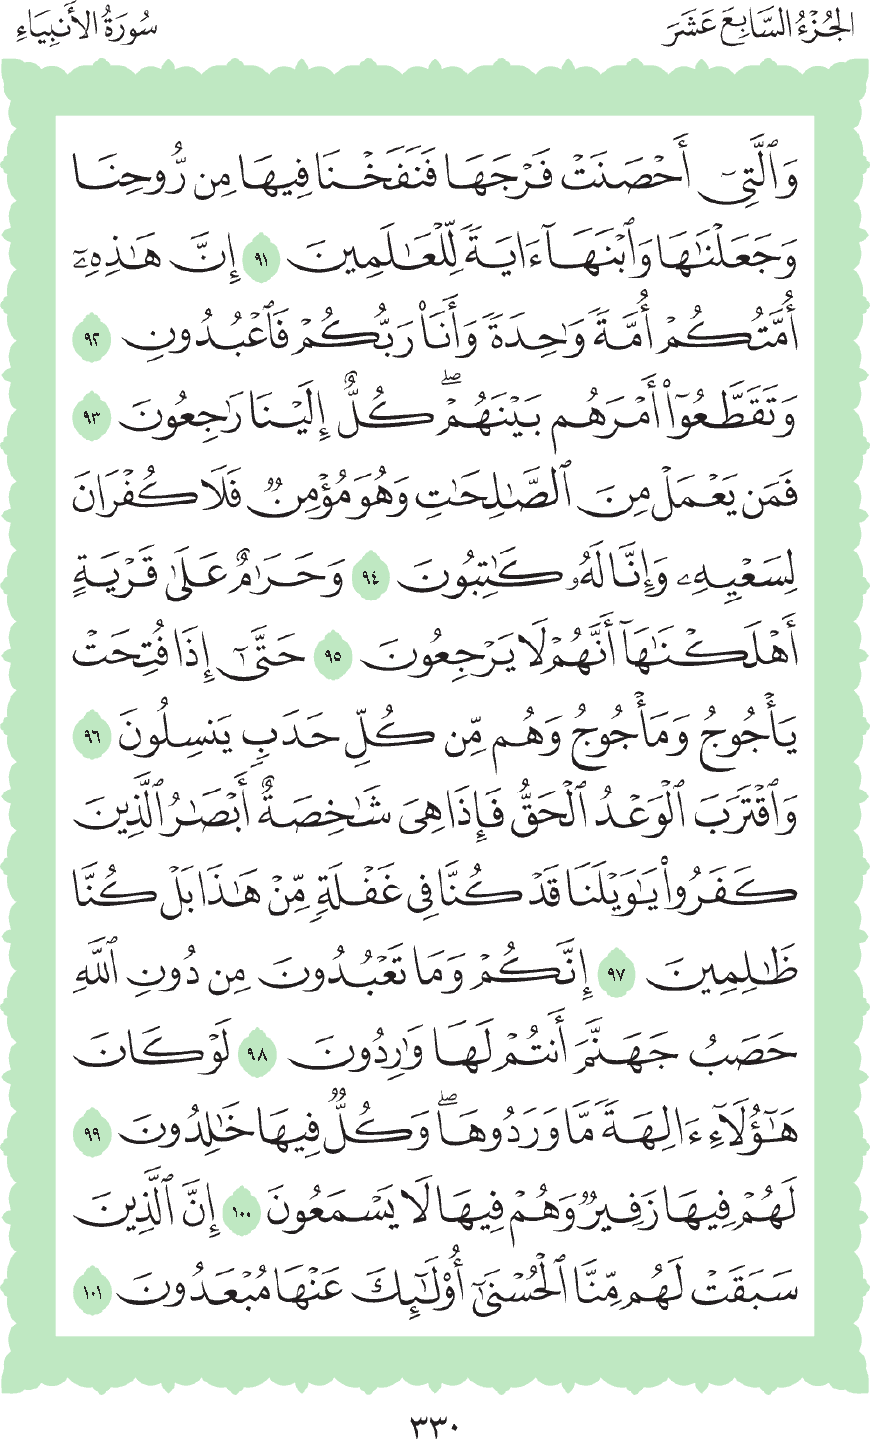 الجُزْءُ السَّابِعَ عَشَرَ
سُورَةُ الأَنبِيَاءِ
وَٱلَّتِىٓ أَحْصَنَتْ فَرْجَهَا فَنَفَخْنَا فِيهَا مِن رُّوحِنَا
وَجَعَلْنَٰهَا وَٱبْنَهَآ ءَايَةً لِّلْعَٰلَمِينَ ٩١ إِنَّ هَٰذِهِۦٓ
أُمَّتُكُمْ أُمَّةً وَٰحِدَةً وَأَنَا۠ رَبُّكُمْ فَٱعْبُدُونِ ٩٢
وَتَقَطَّعُوٓا۟ أَمْرَهُم بَيْنَهُمْ ۖ كُلٌّ إِلَيْنَا رَٰجِعُونَ ٩٣
فَمَن يَعْمَلْ مِنَ ٱلصَّٰلِحَٰتِ وَهُوَ مُؤْمِنٌ فَلَا كُفْرَانَ
لِسَعْيِهِۦ وَإِنَّا لَهُۥ كَٰتِبُونَ ٩٤ وَحَرَٰمٌ عَلَىٰ قَرْيَةٍ
أَهْلَكْنَٰهَآ أَنَّهُمْ لَا يَرْجِعُونَ ٩٥ حَتَّىٰٓ إِذَا فُتِحَتْ
يَأْجُوجُ وَمَأْجُوجُ وَهُم مِّن كُلِّ حَدَبٍ يَنسِلُونَ ٩٦
وَٱقْتَرَبَ ٱلْوَعْدُ ٱلْحَقُّ فَإِذَا هِىَ شَٰخِصَةٌ أَبْصَٰرُ ٱلَّذِينَ
كَفَرُوا۟ يَٰوَيْلَنَا قَدْ كُنَّا فِى غَفْلَةٍ مِّنْ هَٰذَا بَلْ كُنَّا
ظَٰلِمِينَ ٩٧ إِنَّكُمْ وَمَا تَعْبُدُونَ مِن دُونِ ٱللَّهِ
حَصَبُ جَهَنَّمَ أَنتُمْ لَهَا وَٰرِدُونَ ٩٨ لَوْ كَانَ
هَٰٓؤُلَآءِ ءَالِهَةً مَّا وَرَدُوهَا ۖ وَكُلٌّ فِيهَا خَٰلِدُونَ ٩٩
لَهُمْ فِيهَا زَفِيرٌ وَهُمْ فِيهَا لَا يَسْمَعُونَ ١٠٠ إِنَّ ٱلَّذِينَ
سَبَقَتْ لَهُم مِّنَّا ٱلْحُسْنَىٰٓ أُو۟لَٰٓئِكَ عَنْهَا مُبْعَدُونَ ١٠١
٣٣٠